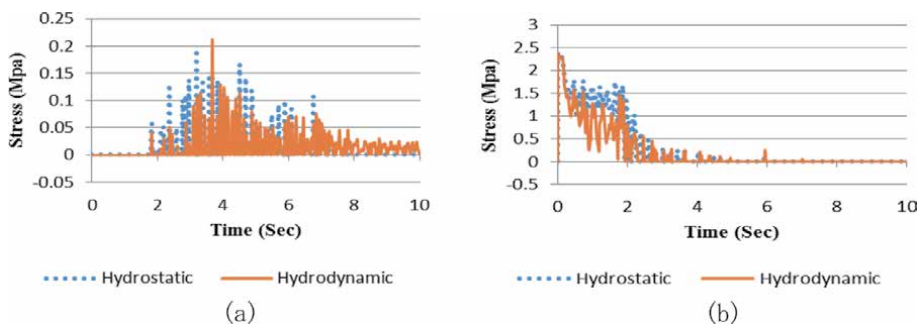 0.25
0.2
0.15
0.1
0.05
0
-0.05
Stress (Mpa)
0 2 4 6 8 10
Time (Sec)
Hydrostatic Hydrodynamic
(a)
3
2.5
2
1.5
1
0.5
0
-0.5
Stress (Mpa)
0 2 4 6 8 10
Time (Sec)
Hydrostatic Hydrodynamic
(b)